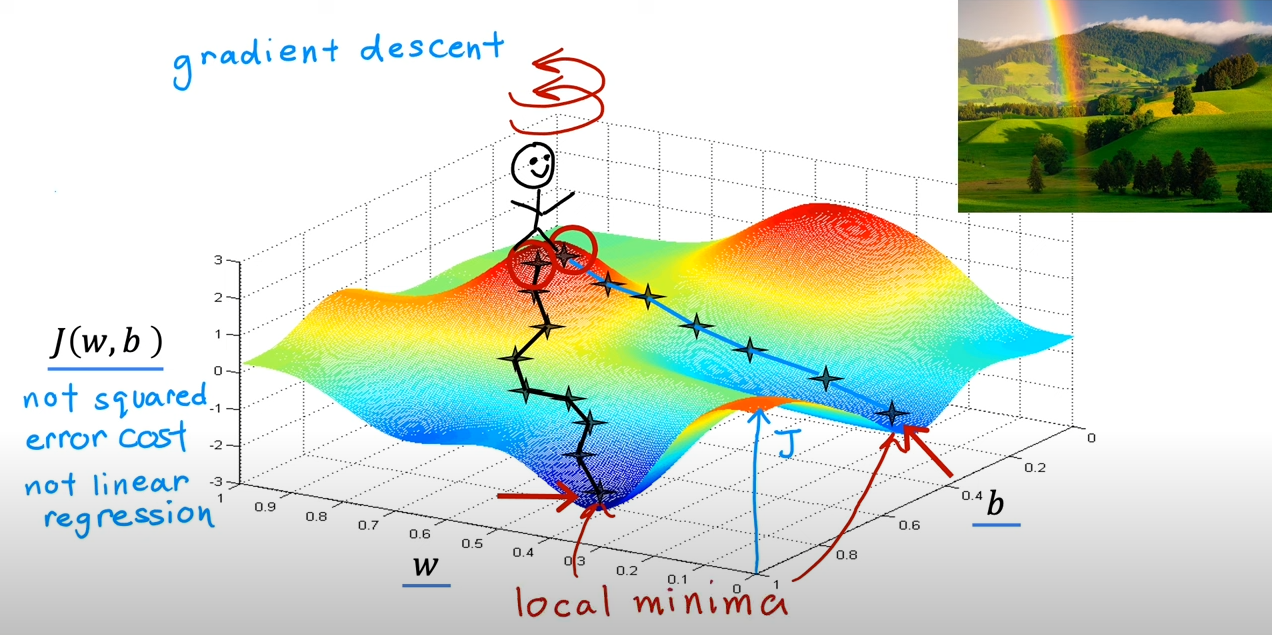 gradient descent
J(w, b)
not squared
error cost
not linear
regression
3
2
1
0
-1
-2
-3
1
0.9
0.8
0.7
0.6
0.5
0.4
0.3
0.2
0.1
0
w
1
0.8
0.6
0.4
0.2
0
b
J
local minima